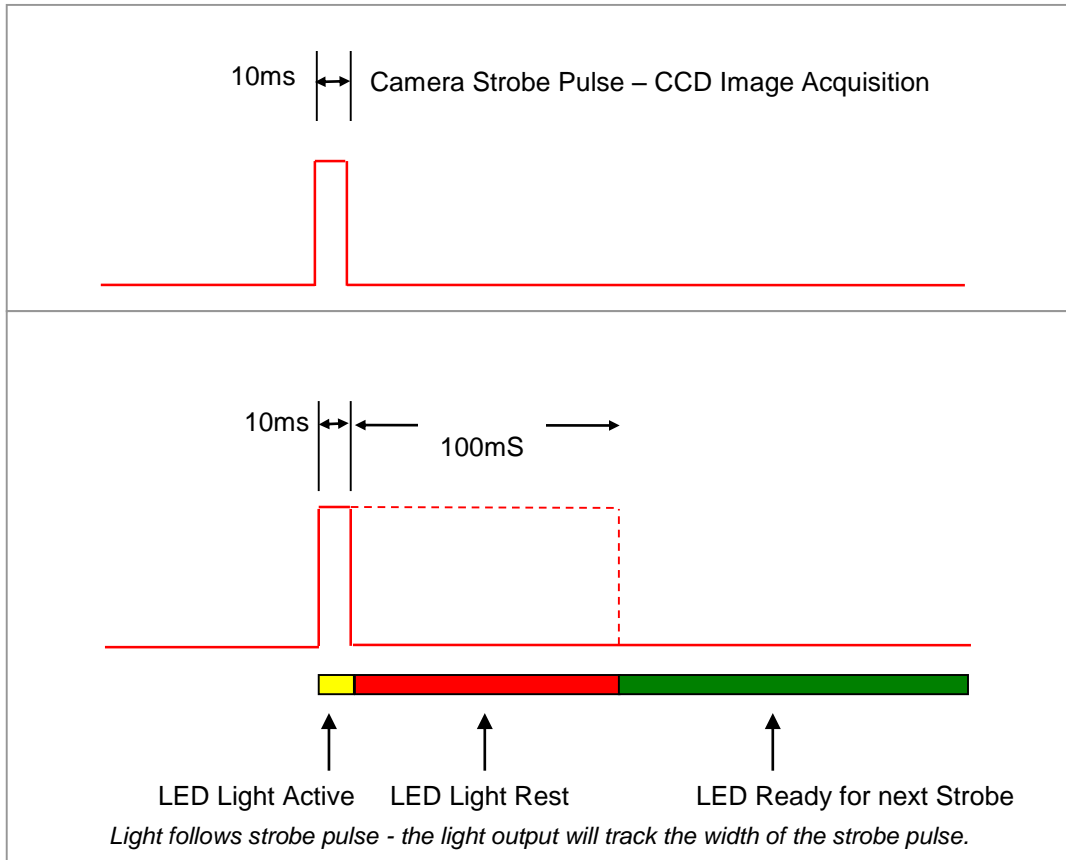 10ms
Camera Strobe Pulse – CCD Image Acquisition
10ms
100mS
LED Light Active
LED Light Rest
LED Ready for next Strobe
Light follows strobe pulse - the light output will track the width of the strobe pulse.